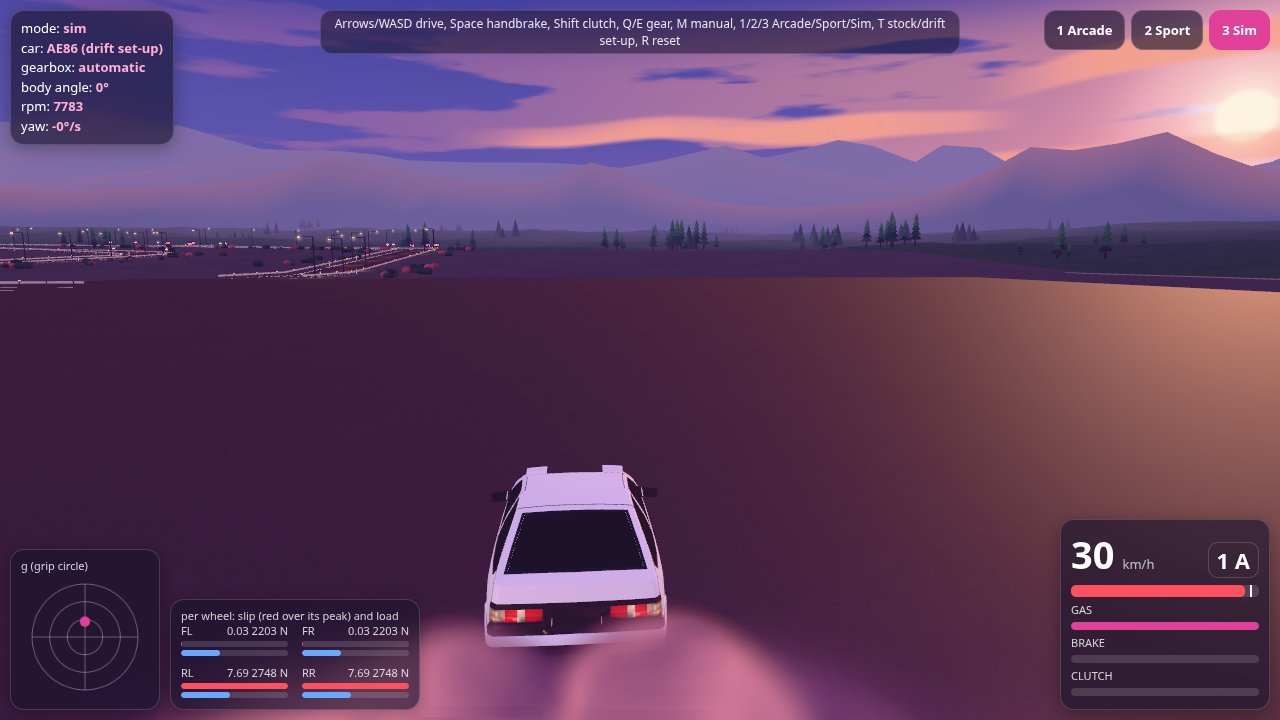 mode: sim
car: AE86 (drift set-up)
gearbox: automatic
body angle: 0°
rpm: 7783
yaw: -0°/s
Arrows/WASD drive, Space handbrake, Shift clutch, Q/E gear, M manual, 1/2/3 Arcade/Sport/Sim, T stock/drift
set-up, R reset
1 Arcade
2 Sport
3 Sim
g (grip circle)
per wheel: slip (red over its peak) and load
FL 0.03 2203 N
FR 0.03 2203 N
RL 7.69 2748 N
RR 7.69 2748 N
30 km/h
1 A
GAS
BRAKE
CLUTCH